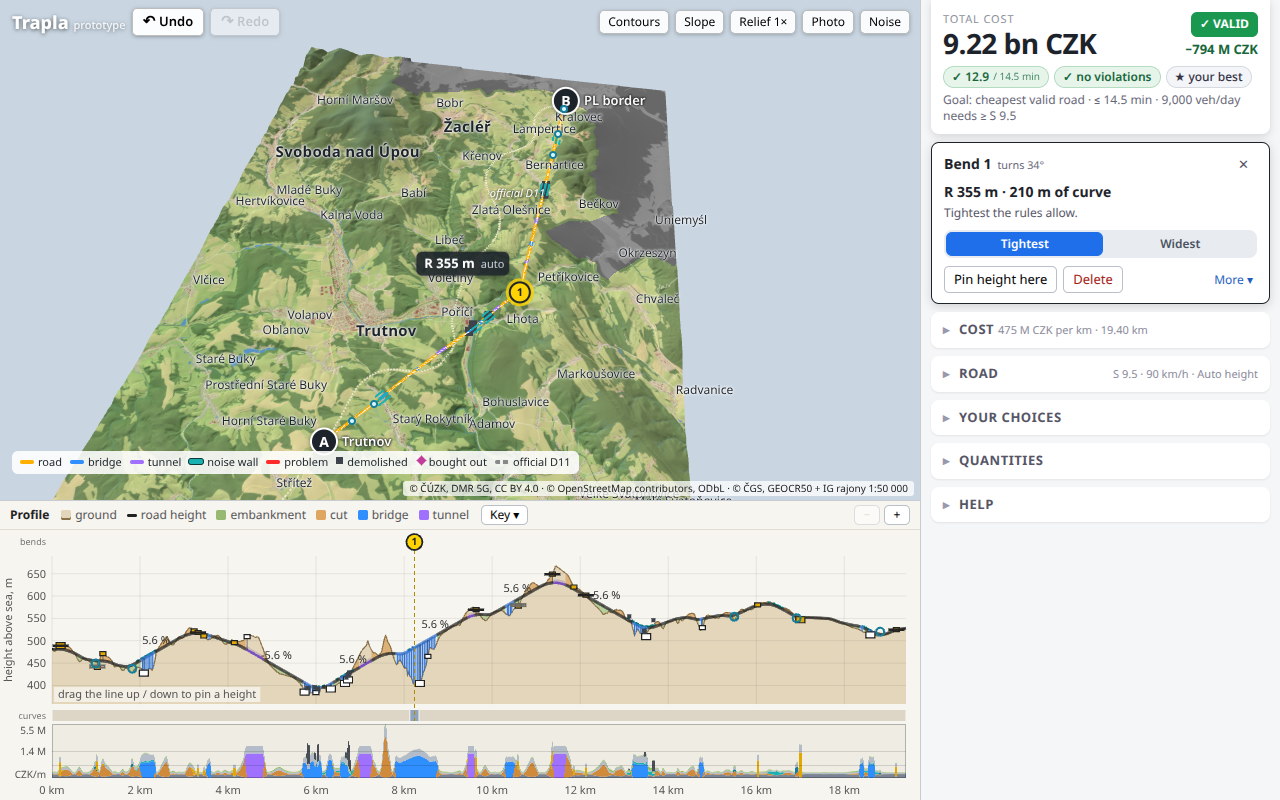 Trapla prototype
↶ Undo
↷ Redo
Contours
Slope
Relief 1×
Photo
Noise
Horní Maršov
Bobr
B PL border
Královec
Žacléř
Lampertice
Svoboda nad Úpou
Křenov
Bernartice
Mladé Buky
Babí
official D11
Hertvíkovice
Bečkov
Kalná Voda
Zlatá Olešnice
Uniemyśl
Libeč
Okrzeszyn
R 355 m auto
Voletiny
Petříkovice
Vlčice
1
Chvaleč
Volanov
Poříčí
Lhota
Oblanov
Trutnov
Staré Buky
Markoušovice
Prostřední Staré Buky
Radvanice
Bohuslavice
Horní Staré Buky
Starý Rokytník
Adamov
A Trutnov
road
bridge
tunnel
noise wall
problem
demolished
bought out
official D11
Střítež
© ČÚZK, DMR 5G, CC BY 4.0 · © OpenStreetMap contributors, ODbL · © ČGS, GEOCR50 + IG rajony 1:50 000
Profile
ground
road height
embankment
cut
bridge
tunnel
Key ▾
−
+
bends
1
height above sea, m
650
600
550
500
450
400
5.6 %
5.6 %
5.6 %
5.6 %
5.6 %
5.6 %
drag the line up / down to pin a height
curves
5.5 M
1.4 M
CZK/m
0 km
2 km
4 km
6 km
8 km
10 km
12 km
14 km
16 km
18 km
TOTAL COST
✓ VALID
9.22 bn CZK
−794 M CZK
✓ 12.9 / 14.5 min
✓ no violations
★ your best
Goal: cheapest valid road · ≤ 14.5 min · 9,000 veh/day
needs ≥ S 9.5
Bend 1 turns 34°
✕
R 355 m · 210 m of curve
Tightest the rules allow.
Tightest
Widest
Pin height here
Delete
More ▾
▶ COST 475 M CZK per km · 19.40 km
▶ ROAD S 9.5 · 90 km/h · Auto height
▶ YOUR CHOICES
▶ QUANTITIES
▶ HELP